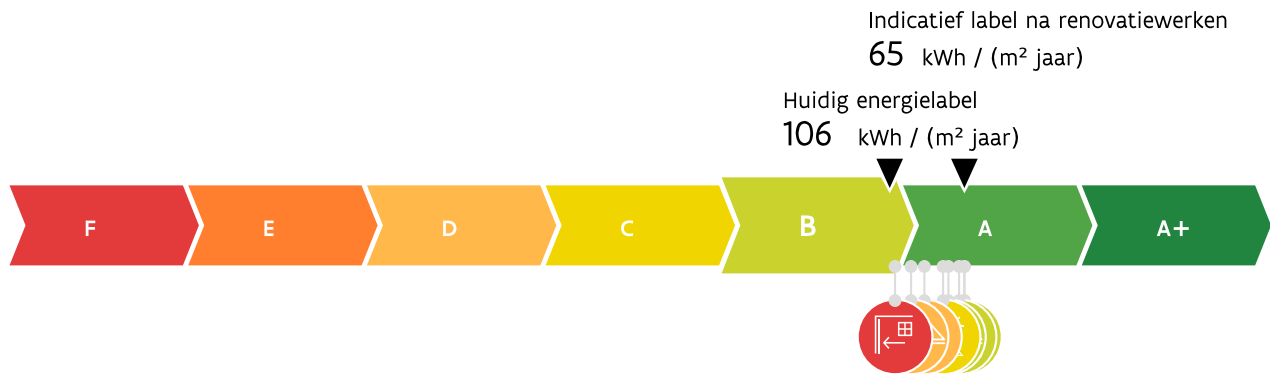 Indicatief label na renovatiewerken
65 kWh / (m² jaar)
Huidig energielabel
106 kWh / (m² jaar)
F E D C B A A+